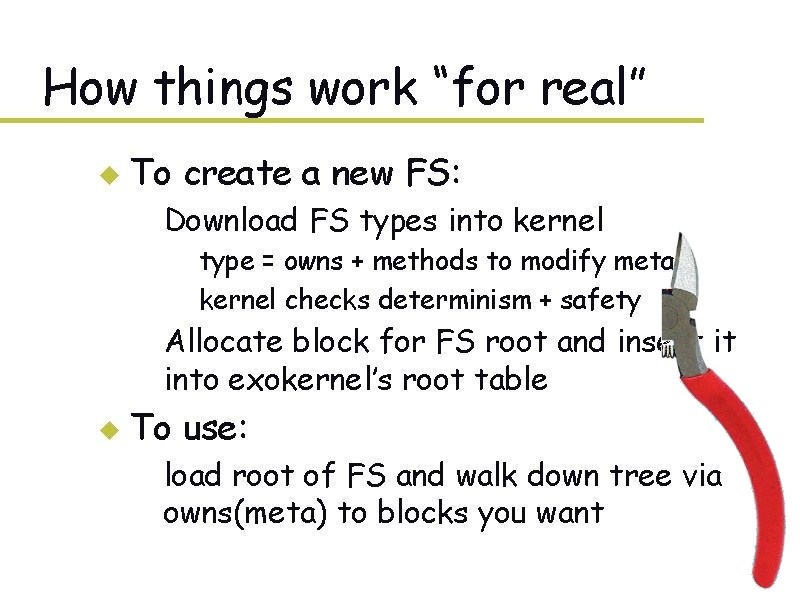 How things work “for real”
To create a new FS:
Download FS types into kernel
type = owns + methods to modify meta
kernel checks determinism + safety
Allocate block for FS root and insert it
into exokernel’s root table
To use:
load root of FS and walk down tree via
owns(meta) to blocks you want